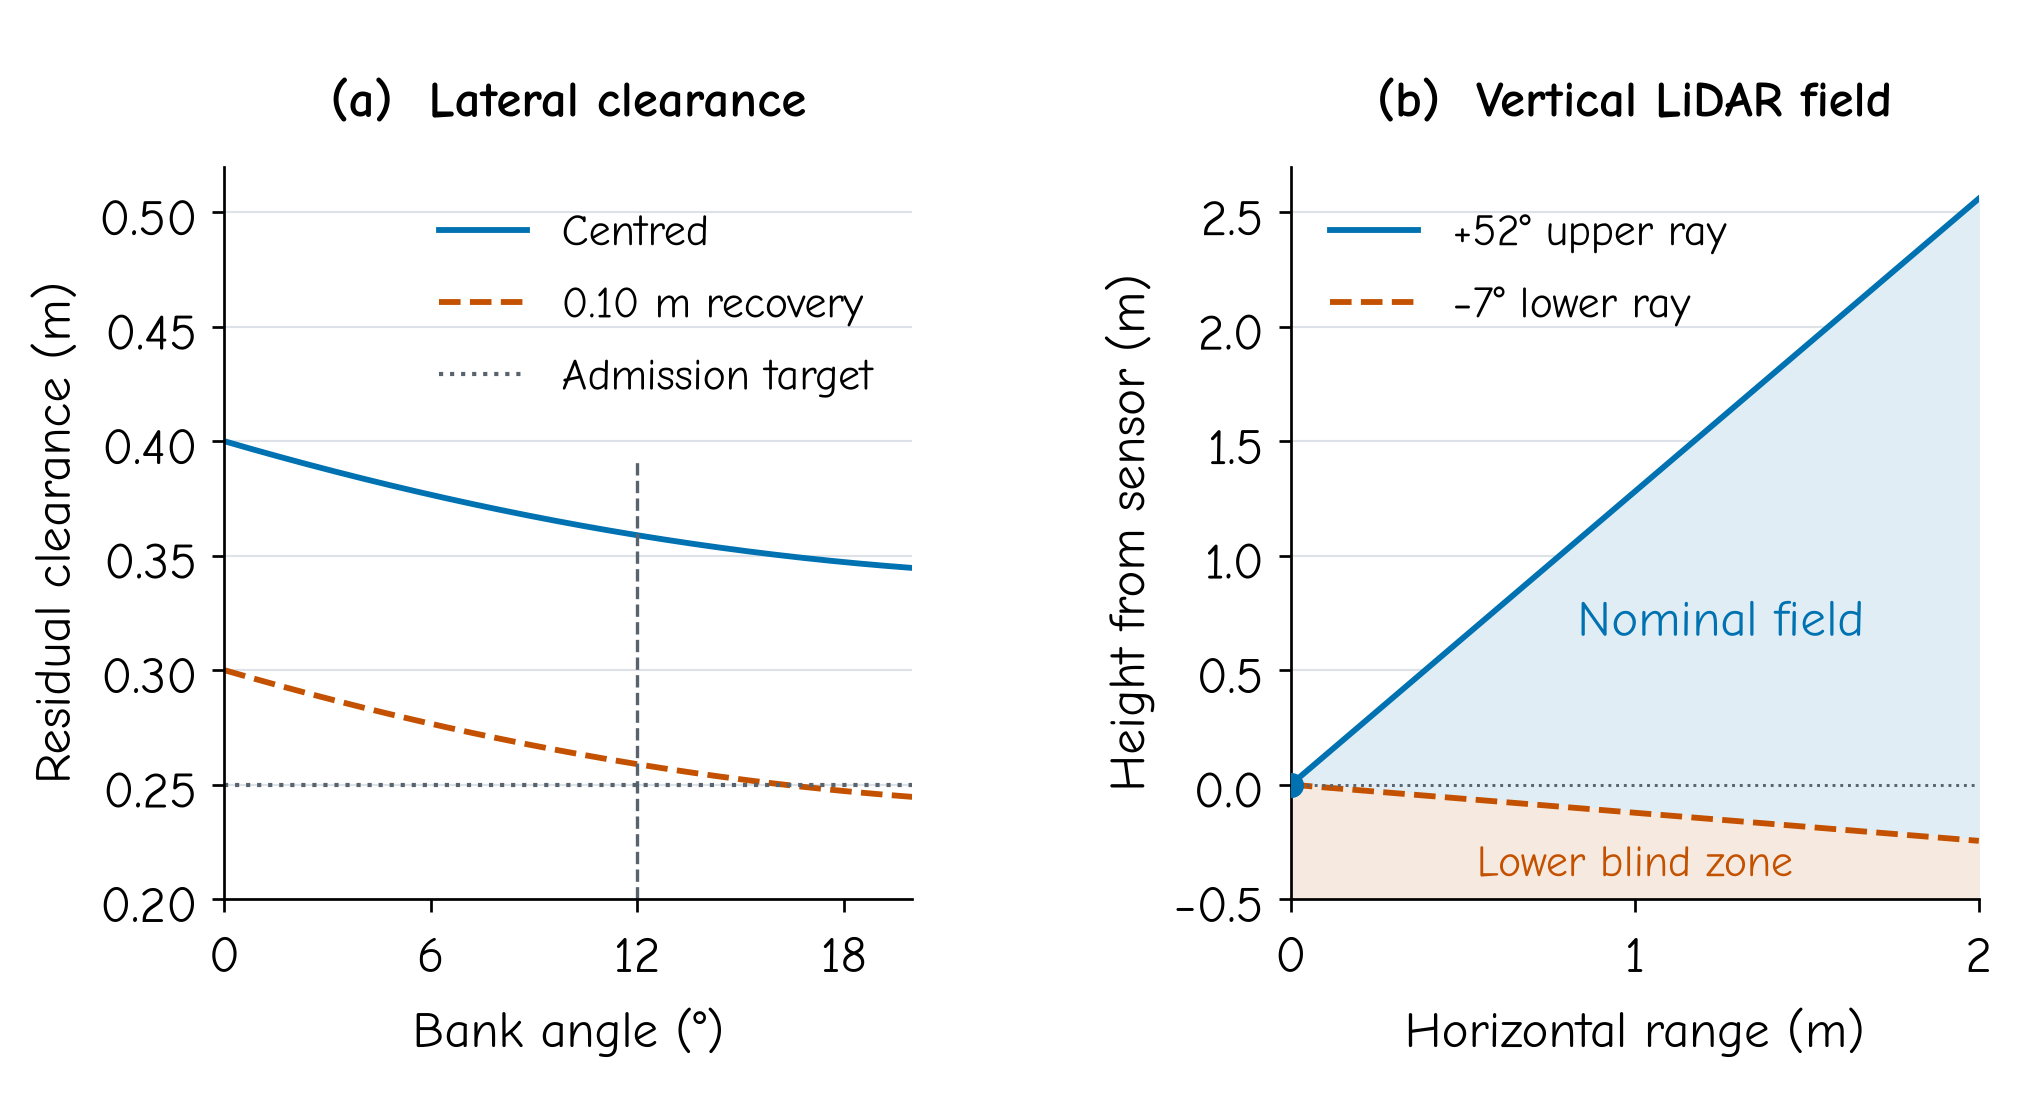 (a) Lateral clearance
Residual clearance (m)
0.50
0.45
0.40
0.35
0.30
0.25
0.20
Centred
0.10 m recovery
Admission target
0
6
12
18
Bank angle (°)
(b) Vertical LiDAR field
Height from sensor (m)
2.5
2.0
1.5
1.0
0.5
0.0
-0.5
+52° upper ray
-7° lower ray
Nominal field
Lower blind zone
0
1
2
Horizontal range (m)